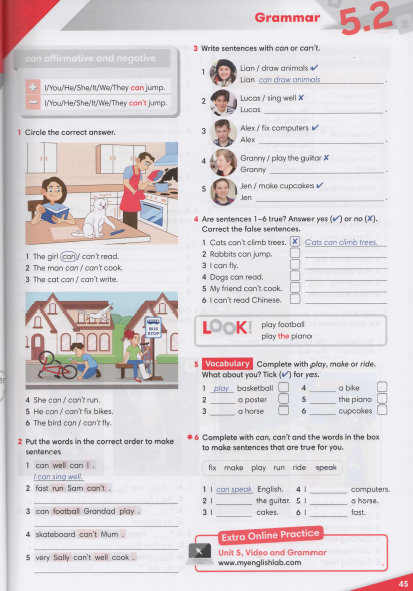 Grammar 5.2
can affirmative and negative
+ I/You/He/She/It/We/They can jump.
− I/You/He/She/It/We/They can't jump.
1 Circle the correct answer.
1 The girl can / can't read.
2 The man can / can't cook.
3 The cat can / can't write.
BUS STOP
4 She can / can't run.
5 He can / can't fix bikes.
6 The bird can / can't fly.
2 Put the words in the correct order to make
sentences
1 can well can I .
I can sing well.
2 fast run Sam can't .
3 can football Grandad play .
4 skateboard can't Mum .
5 very Sally can't well cook .
3 Write sentences with can or can't.
1 Lian / draw animals ✓
Lian can draw animals .
2 Lucas / sing well ✗
Lucas .
3 Alex / fix computers ✓
Alex .
4 Granny / play the guitar ✗
Granny .
5 Jen / make cupcakes ✓
Jen .
4 Are sentences 1–6 true? Answer yes (✓) or no (✗).
Correct the false sentences.
1 Cats can't climb trees. ✗ Cats can climb trees.
2 Rabbits can jump.
3 I can fly.
4 Dogs can read.
5 My friend can't cook.
6 I can't read Chinese.
LOOK! play football
play the piano
5 Vocabulary Complete with play, make or ride.
What about you? Tick (✓) for yes.
1 play basketball
2 a poster
3 a horse
4 a bike
5 the piano
6 cupcakes
*6 Complete with can, can't and the words in the box
to make sentences that are true for you.
fix make play run ride speak
1 I can speak English.
2 I the guitar.
3 I cakes.
4 I computers.
5 I a horse.
6 I fast.
Extra Online Practice
Unit 5, Video and Grammar
www.myenglishlab.com
45